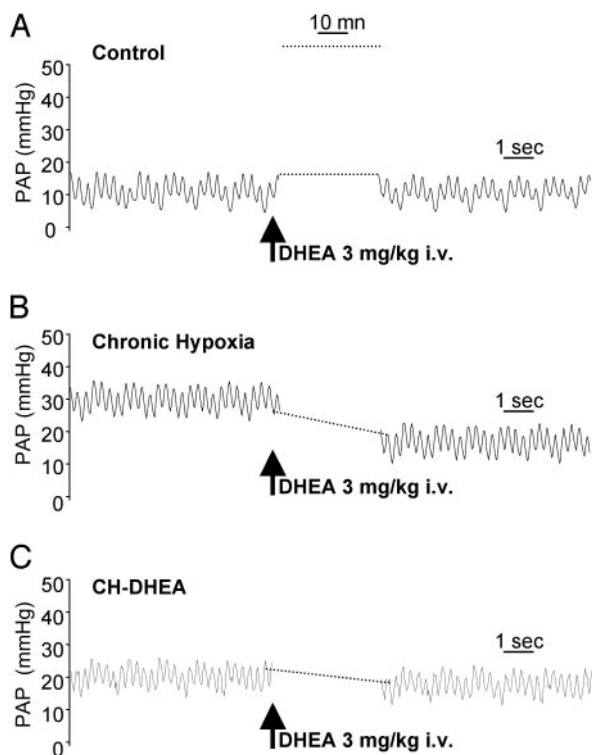 A
10 mn
Control
50
40
30
20
10
0
PAP (mmHg)
1 sec
DHEA 3 mg/kg i.v.
B
Chronic Hypoxia
50
40
30
20
10
0
PAP (mmHg)
1 sec
DHEA 3 mg/kg i.v.
C
CH-DHEA
50
40
30
20
10
0
PAP (mmHg)
1 sec
DHEA 3 mg/kg i.v.